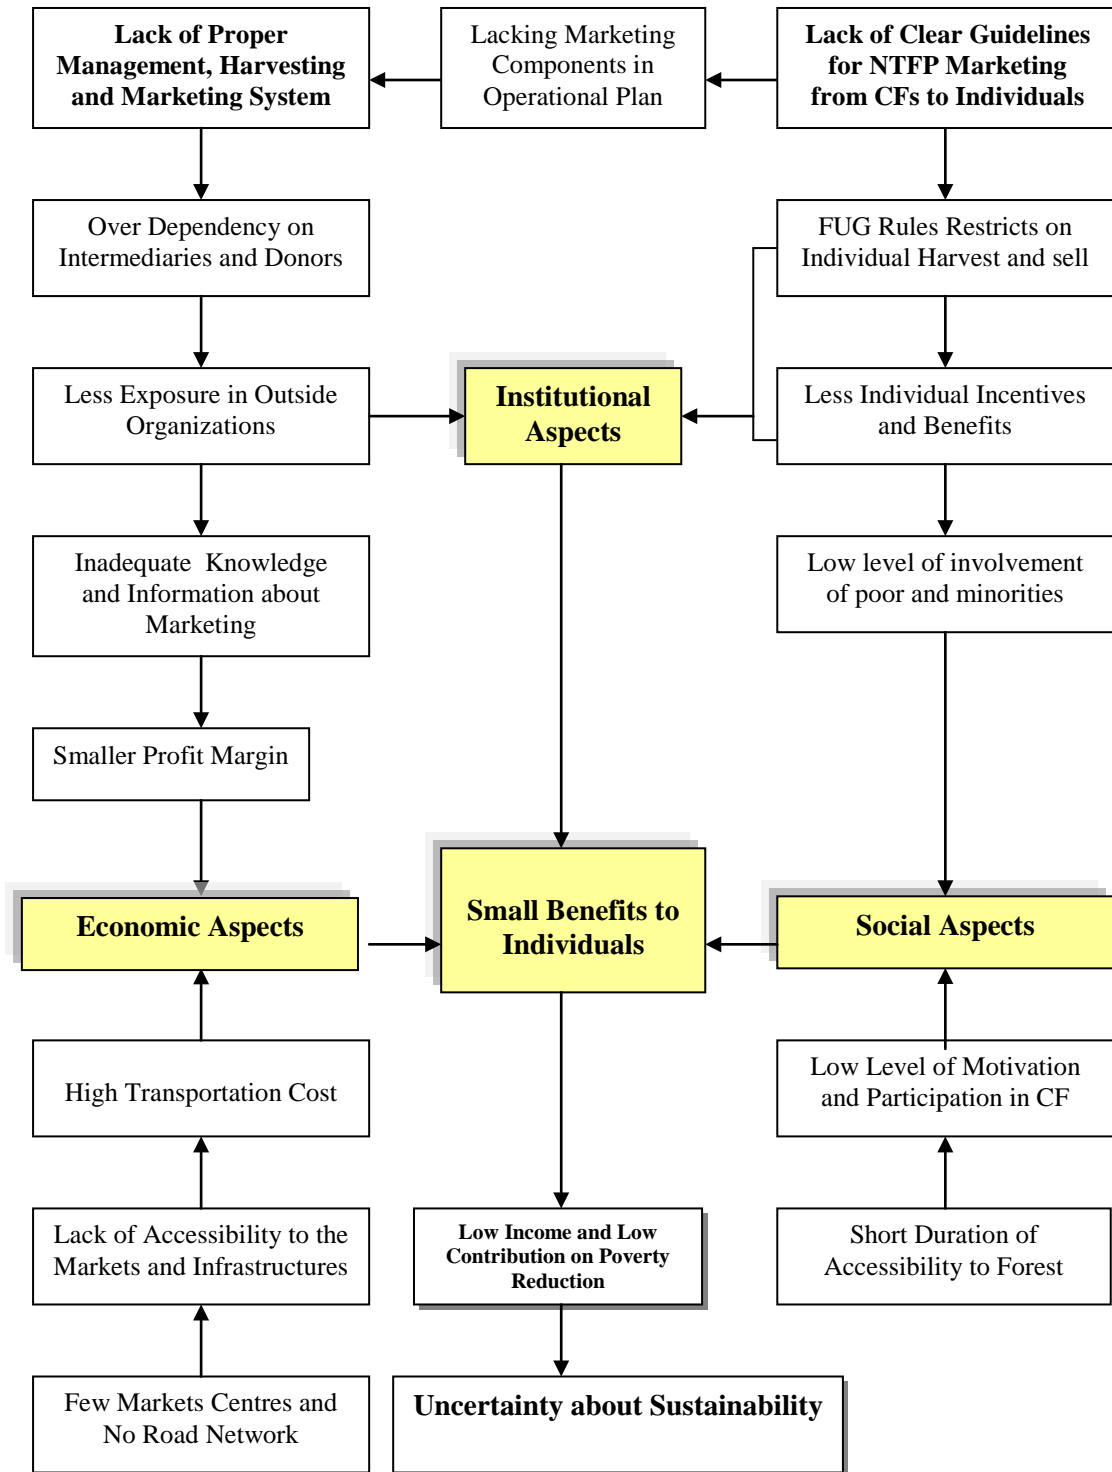 Lack of Proper
Management, Harvesting
and Marketing System
Lacking Marketing
Components in
Operational Plan
Lack of Clear Guidelines
for NTFP Marketing
from CFs to Individuals
Over Dependency on
Intermediaries and Donors
FUG Rules Restricts on
Individual Harvest and sell
Less Exposure in Outside
Organizations
Institutional
Aspects
Less Individual Incentives
and Benefits
Inadequate Knowledge
and Information about
Marketing
Low level of involvement
of poor and minorities
Smaller Profit Margin
Economic Aspects
Small Benefits to
Individuals
Social Aspects
High Transportation Cost
Low Level of Motivation
and Participation in CF
Lack of Accessibility to the
Markets and Infrastructures
Low Income and Low
Contribution on Poverty
Reduction
Short Duration of
Accessibility to Forest
Few Markets Centres and
No Road Network
Uncertainty about Sustainability